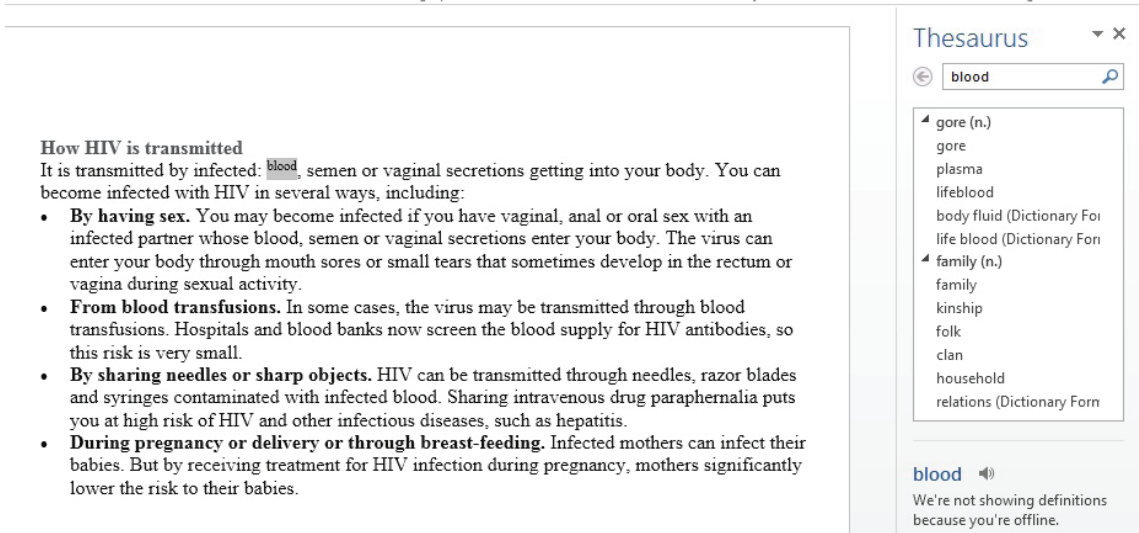 How HIV is transmitted
It is transmitted by infected: blood, semen or vaginal secretions getting into your body. You can
become infected with HIV in several ways, including:
• By having sex. You may become infected if you have vaginal, anal or oral sex with an
infected partner whose blood, semen or vaginal secretions enter your body. The virus can
enter your body through mouth sores or small tears that sometimes develop in the rectum or
vagina during sexual activity.
• From blood transfusions. In some cases, the virus may be transmitted through blood
transfusions. Hospitals and blood banks now screen the blood supply for HIV antibodies, so
this risk is very small.
• By sharing needles or sharp objects. HIV can be transmitted through needles, razor blades
and syringes contaminated with infected blood. Sharing intravenous drug paraphernalia puts
you at high risk of HIV and other infectious diseases, such as hepatitis.
• During pregnancy or delivery or through breast-feeding. Infected mothers can infect their
babies. But by receiving treatment for HIV infection during pregnancy, mothers significantly
lower the risk to their babies.
Thesaurus
blood
gore (n.)
gore
plasma
lifeblood
body fluid (Dictionary For
life blood (Dictionary Forr
family (n.)
family
kinship
folk
clan
household
relations (Dictionary Form
blood
We're not showing definitions
because you're offline.